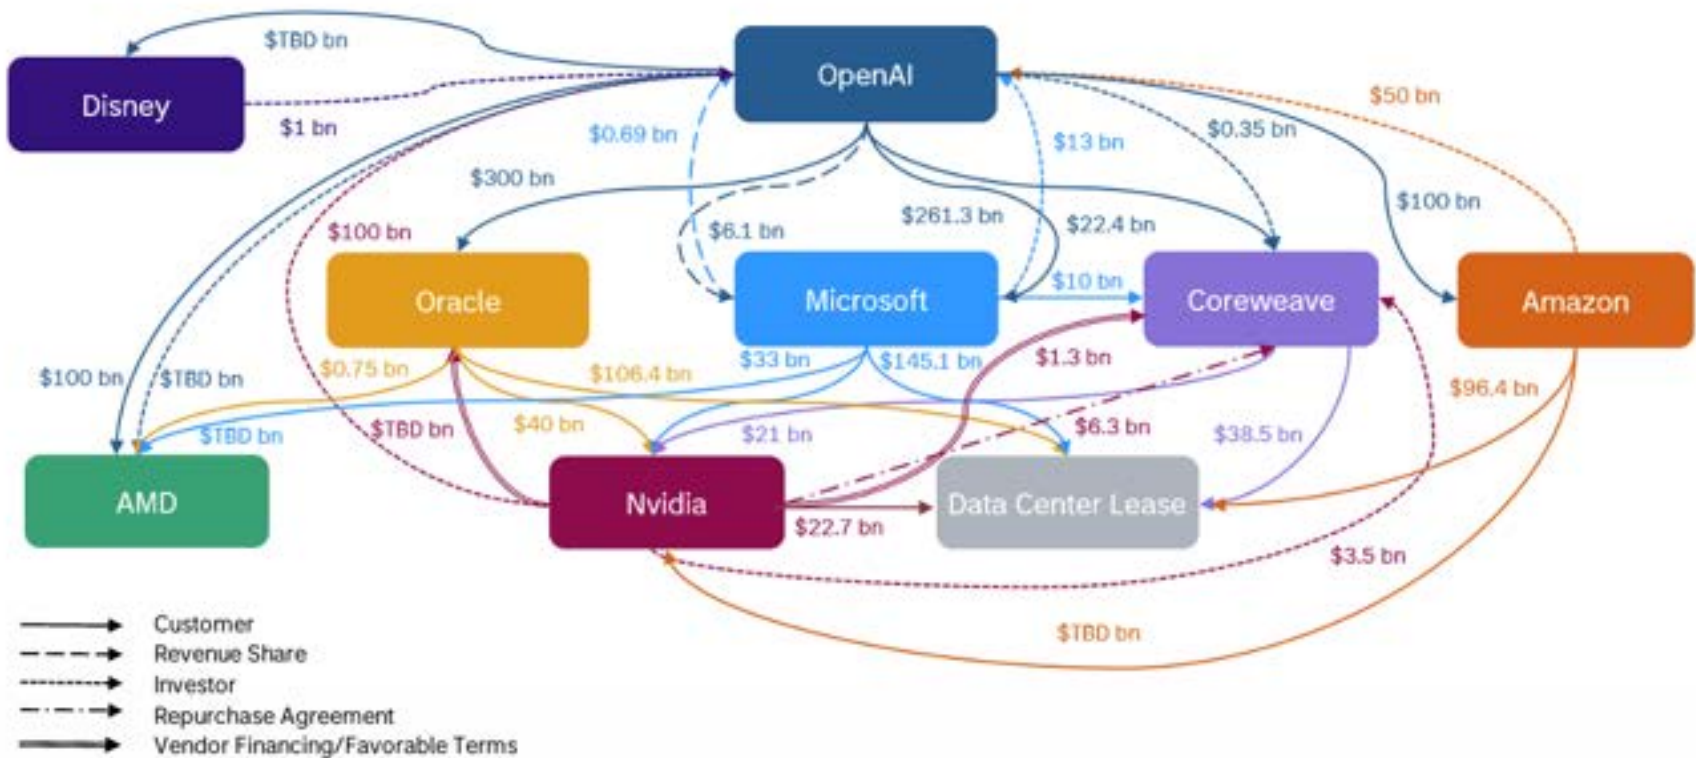 $TBD bn
OpenAI
Disney
$1 bn
$0.69 bn
$13 bn
$0.35 bn
$50 bn
$300 bn
$100 bn
$6.1 bn
$261.3 bn
$22.4 bn
$100 bn
Oracle
Microsoft
$10 bn
Coreweave
Amazon
$100 bn
$TBD bn
$0.75 bn
$106.4 bn
$33 bn
$145.1 bn
$1.3 bn
$96.4 bn
$TBD bn
$TBD bn
$40 bn
$21 bn
$6.3 bn
$38.5 bn
AMD
Nvidia
Data Center Lease
$22.7 bn
$3.5 bn
$TBD bn
Customer
Revenue Share
Investor
Repurchase Agreement
Vendor Financing/Favorable Terms